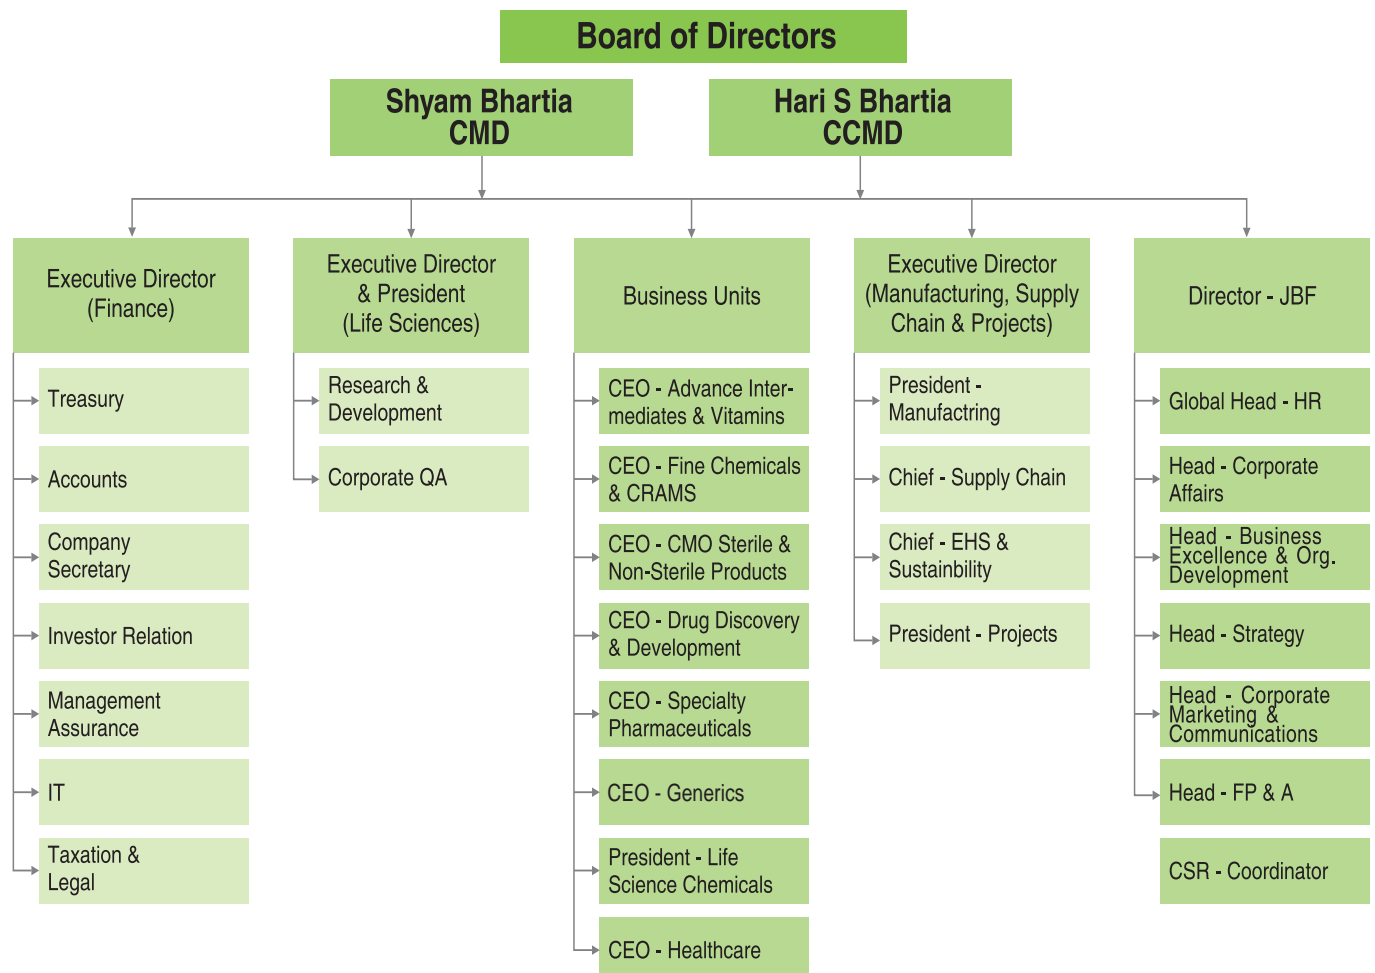 Board of Directors
Shyam Bhartia
CMD
Hari S Bhartia
CCMD
Executive Director
(Finance)
Treasury
Accounts
Company
Secretary
Investor Relation
Management
Assurance
IT
Taxation &
Legal
Executive Director
& President
(Life Sciences)
Research &
Development
Corporate QA
Business Units
CEO - Advance Inter-
mediates & Vitamins
CEO - Fine Chemicals
& CRAMS
CEO - CMO Sterile &
Non-Sterile Products
CEO - Drug Discovery
& Development
CEO - Specialty
Pharmaceuticals
CEO - Generics
President - Life
Science Chemicals
CEO - Healthcare
Executive Director
(Manufacturing, Supply
Chain & Projects)
President -
Manufactring
Chief - Supply Chain
Chief - EHS &
Sustainbility
President - Projects
Director - JBF
Global Head - HR
Head - Corporate
Affairs
Head - Business
Excellence & Org.
Development
Head - Strategy
Head - Corporate
Marketing &
Communications
Head - FP & A
CSR - Coordinator